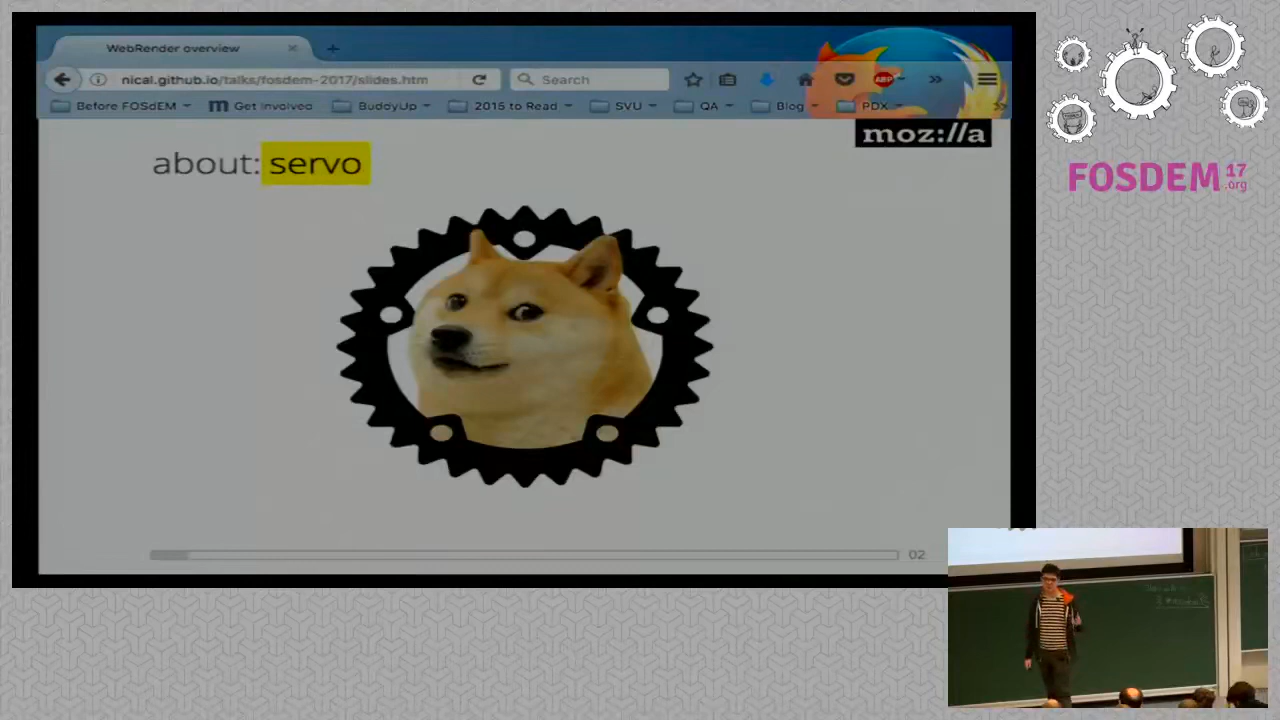 WebRender overview
nical.github.io/talks/fosdem-2017/slides.htm
Search
ABP
Before FOSdEM
m Get Involved
BuddyUp
2015 to Read
SVU
QA
Blog
PDX
moz://a
about: servo
02
FOSDEM 17
.org